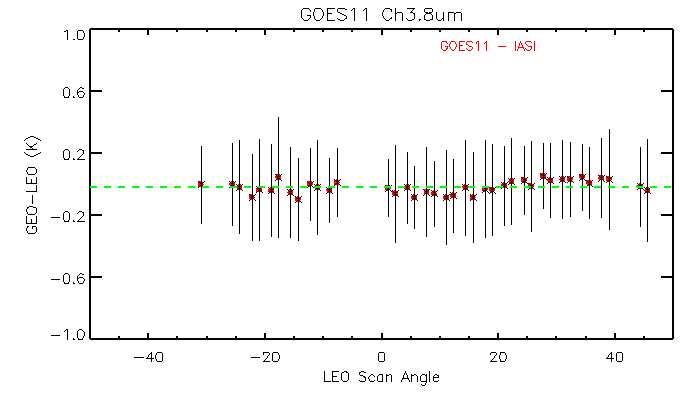 GOES11 Ch3.8um
GOES11 - IASI
1.0
0.6
0.2
-0.2
-0.6
-1.0
GEO-LEO (K)
-40 -20 0 20 40
LEO Scan Angle